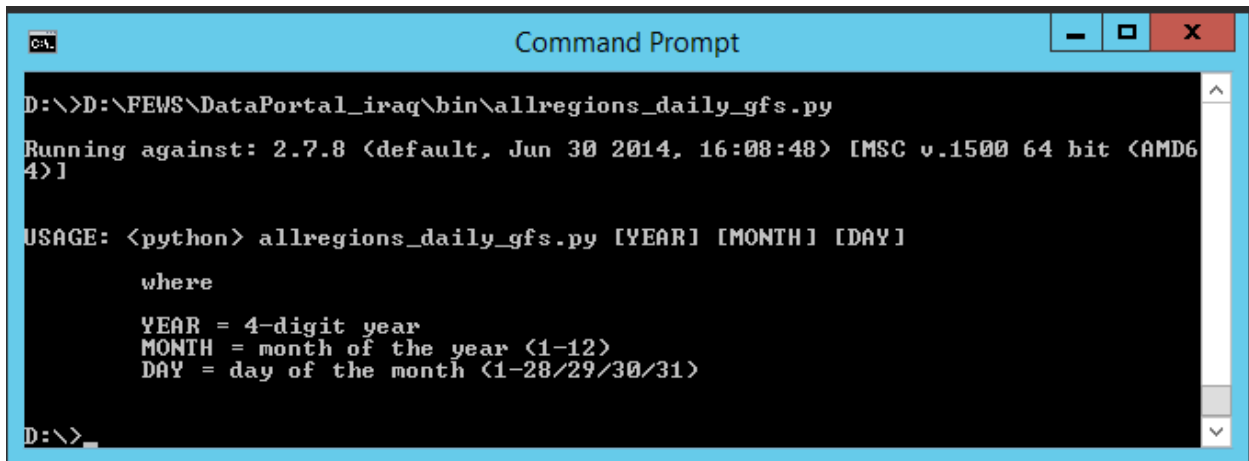 Command Prompt
D:\>D:\FEWS\DataPortal_iraq\bin\allregions_daily_gfs.py
Running against: 2.7.8 (default, Jun 30 2014, 16:08:48) [MSC v.1500 64 bit (AMD6
4)]
USAGE: <python> allregions_daily_gfs.py [YEAR] [MONTH] [DAY]
where
YEAR = 4-digit year
MONTH = month of the year (1-12)
DAY = day of the month (1-28/29/30/31)
D:\>_